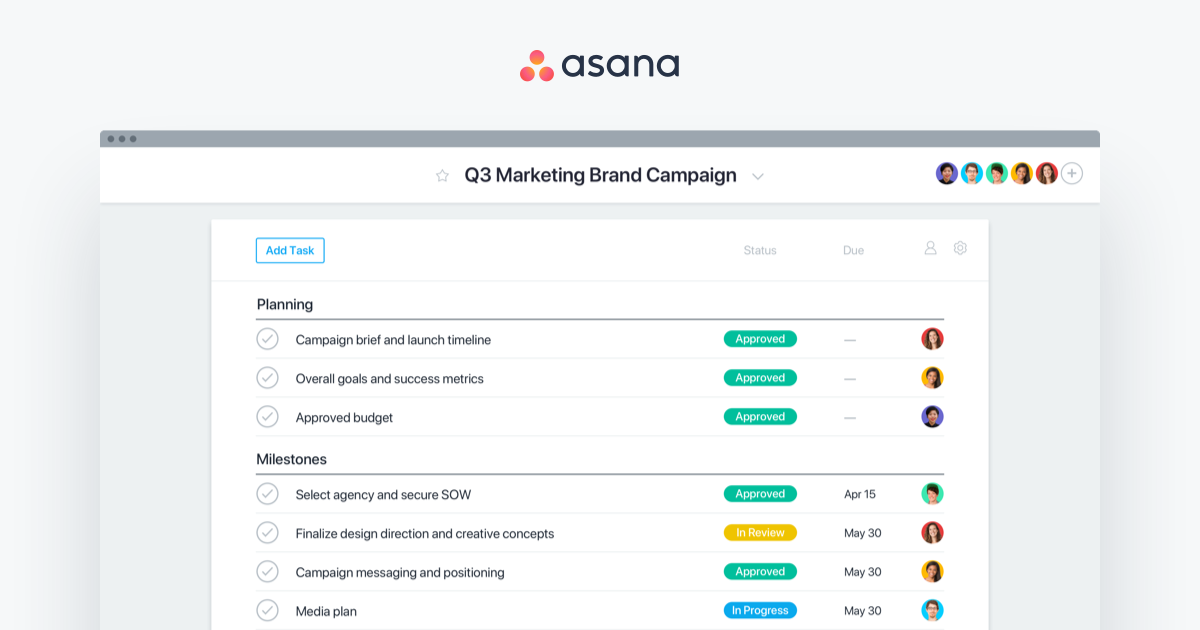 asana
Q3 Marketing Brand Campaign
Add Task Status Due
Planning
Campaign brief and launch timeline Approved —
Overall goals and success metrics Approved —
Approved budget Approved —
Milestones
Select agency and secure SOW Approved Apr 15
Finalize design direction and creative concepts In Review May 30
Campaign messaging and positioning Approved May 30
Media plan In Progress May 30